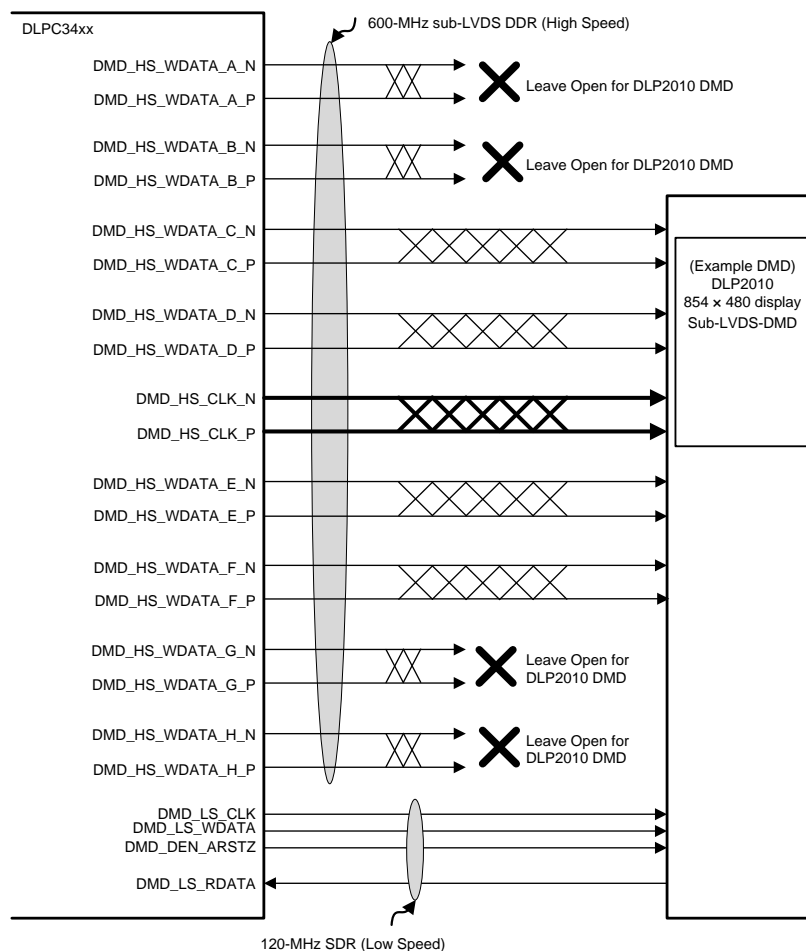 600-MHz sub-LVDS DDR (High Speed)
DLPC34xx
DMD_HS_WDATA_A_N
DMD_HS_WDATA_A_P
Leave Open for DLP2010 DMD
DMD_HS_WDATA_B_N
DMD_HS_WDATA_B_P
Leave Open for DLP2010 DMD
DMD_HS_WDATA_C_N
DMD_HS_WDATA_C_P
(Example DMD)
DLP2010
854 × 480 display
Sub-LVDS-DMD
DMD_HS_WDATA_D_N
DMD_HS_WDATA_D_P
DMD_HS_CLK_N
DMD_HS_CLK_P
DMD_HS_WDATA_E_N
DMD_HS_WDATA_E_P
DMD_HS_WDATA_F_N
DMD_HS_WDATA_F_P
DMD_HS_WDATA_G_N
DMD_HS_WDATA_G_P
Leave Open for
DLP2010 DMD
DMD_HS_WDATA_H_N
DMD_HS_WDATA_H_P
Leave Open for
DLP2010 DMD
DMD_LS_CLK
DMD_LS_WDATA
DMD_DEN_ARSTZ
DMD_LS_RDATA
120-MHz SDR (Low Speed)